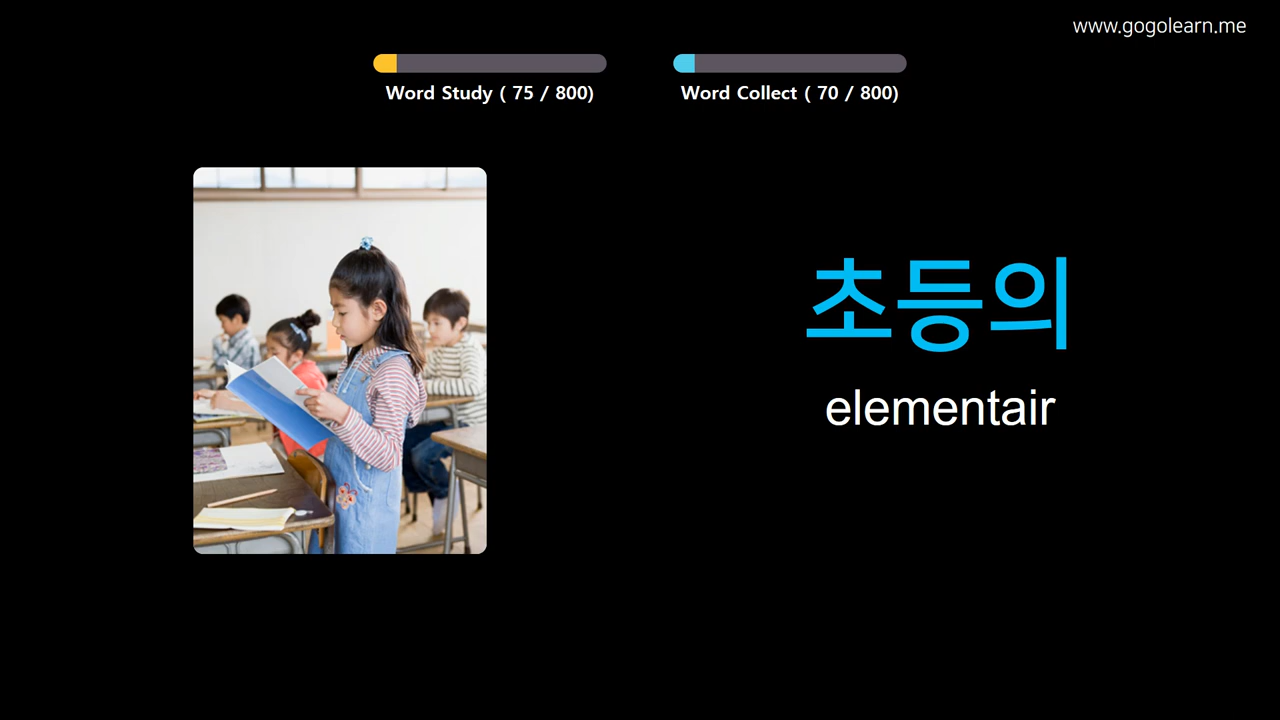 www.gogolearn.me
Word Study ( 75 / 800)
Word Collect ( 70 / 800)
초등의
elementair